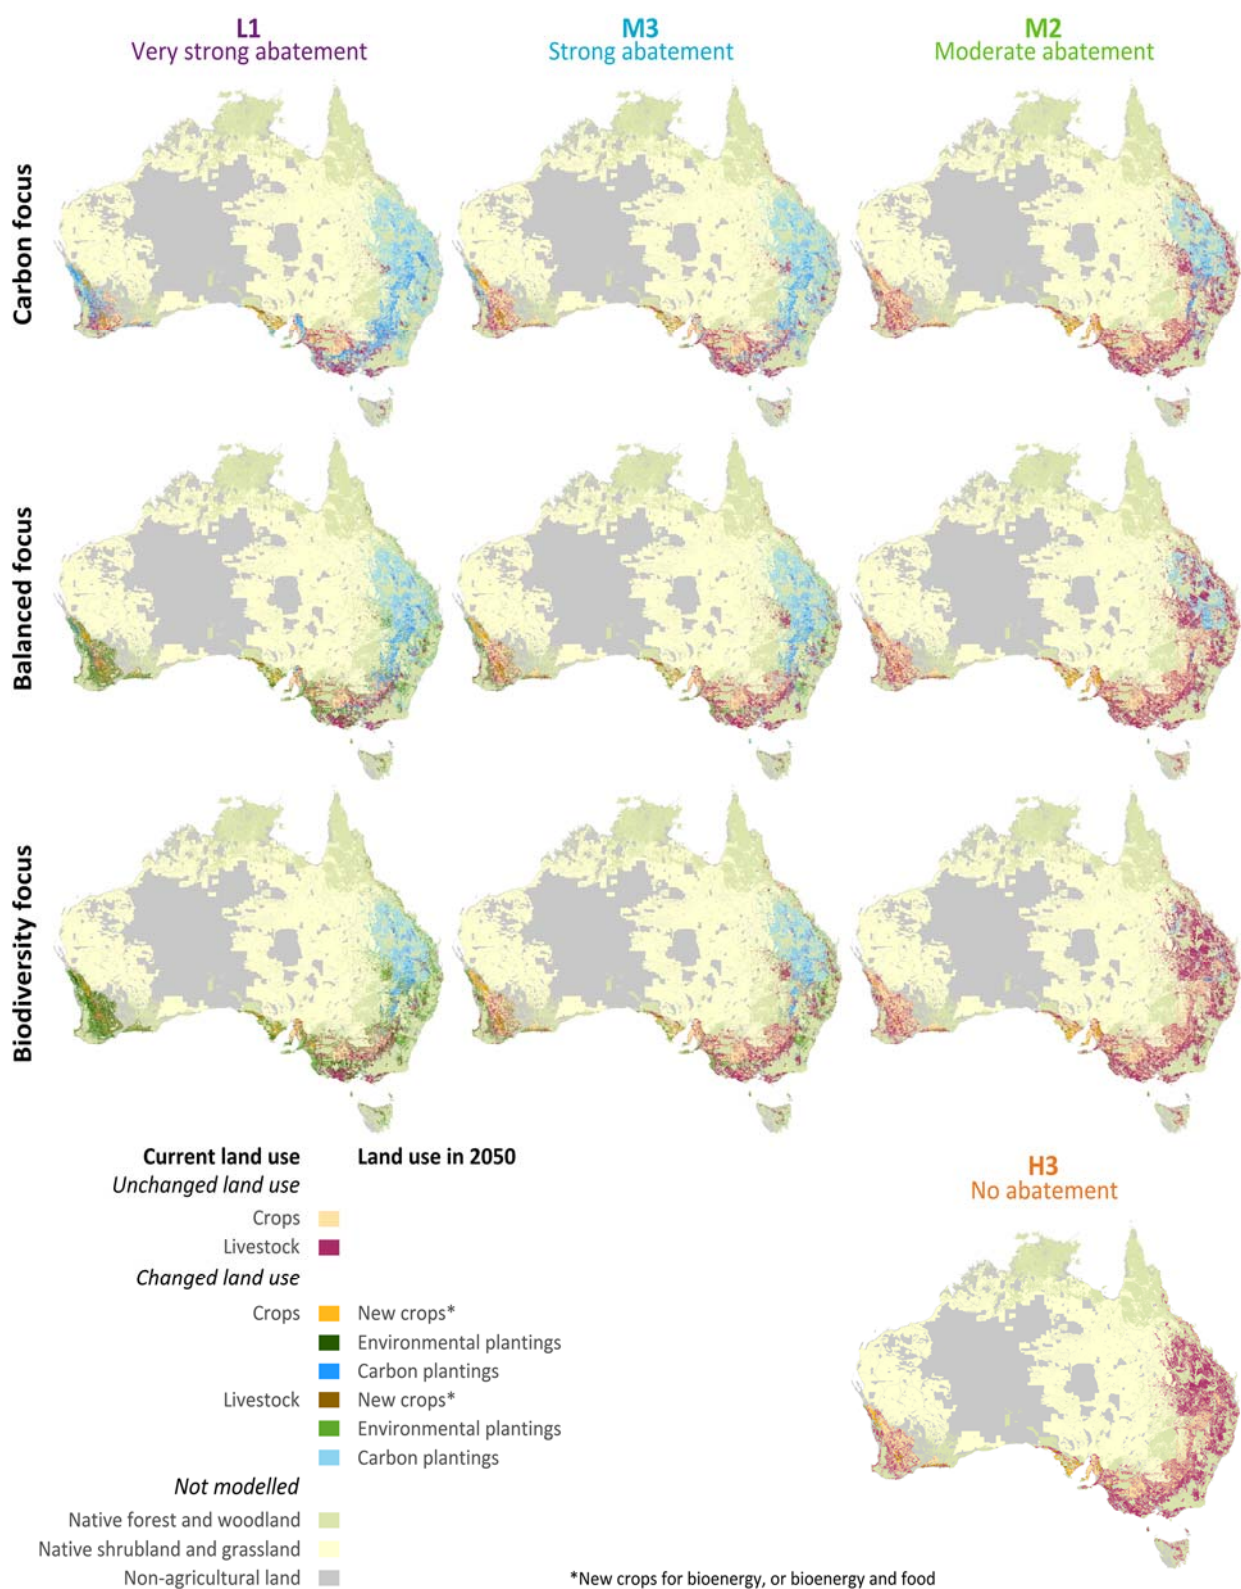 L1
Very strong abatement
M3
Strong abatement
M2
Moderate abatement
Carbon focus
Balanced focus
Biodiversity focus
Current land use
Land use in 2050
Unchanged land use
Crops
Livestock
Changed land use
Crops New crops*
Environmental plantings
Carbon plantings
Livestock New crops*
Environmental plantings
Carbon plantings
Not modelled
Native forest and woodland
Native shrubland and grassland
Non-agricultural land
H3
No abatement
*New crops for bioenergy, or bioenergy and food